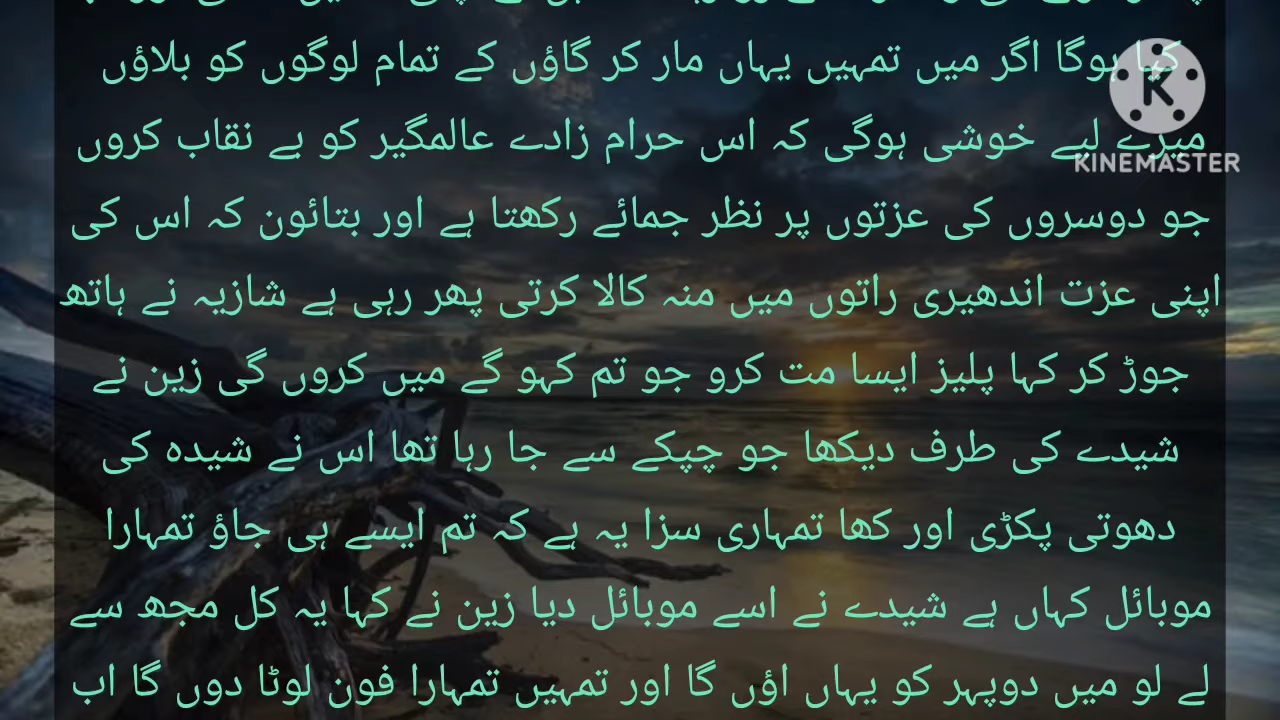 کیا ہوگا اگر میں تمہیں یہاں مار کر گاؤں کے تمام لوگوں کو بلاؤں
میرے لیے خوشی ہوگی کہ اس حرام زادے عالمگیر کو بے نقاب کروں
KINEMASTER
جو دوسروں کی عزتوں پر نظر جمائے رکھتا ہے اور بتائون کہ اس کی
اپنی عزت اندھیری راتوں میں منہ کالا کرتی پھر رہی ہے شازیہ نے ہاتھ
جوڑ کر کہا پلیز ایسا مت کرو جو تم کہو گے میں کروں گی زین نے
شیدے کی طرف دیکھا جو چپکے سے جا رہا تھا اس نے شیدہ کی
دھوتی پکڑی اور کھا تمہاری سزا یہ ہے کہ تم ایسے ہی جاؤ تمہارا
موبائل کہاں ہے شیدے نے اسے موبائل دیا زین نے کہا یہ کل مجھ سے
لے لو میں دوپہر کو یہاں اؤں گا اور تمہیں تمہارا فون لوٹا دوں گا اب